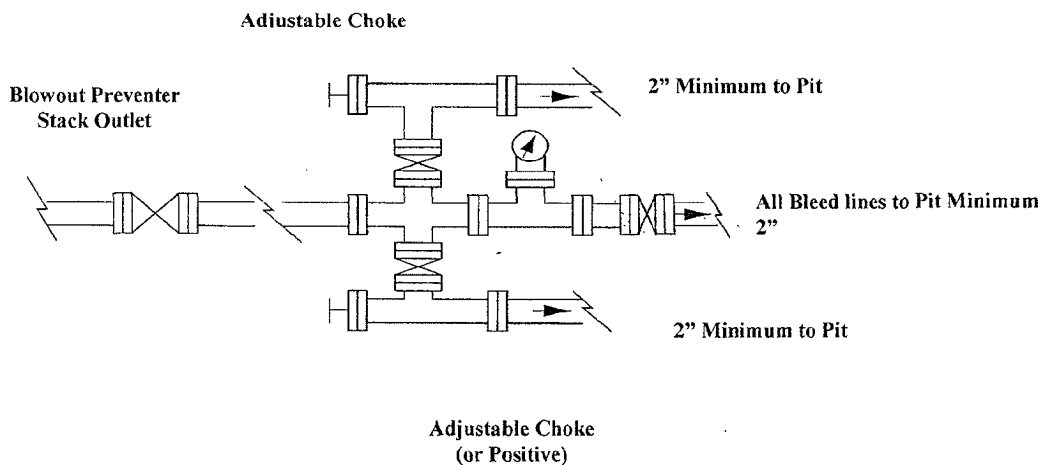 Adiustable Choke
Blowout Preventer
Stack Outlet
2” Minimum to Pit
All Bleed lines to Pit Minimum
2”
2” Minimum to Pit
Adjustable Choke
(or Positive)